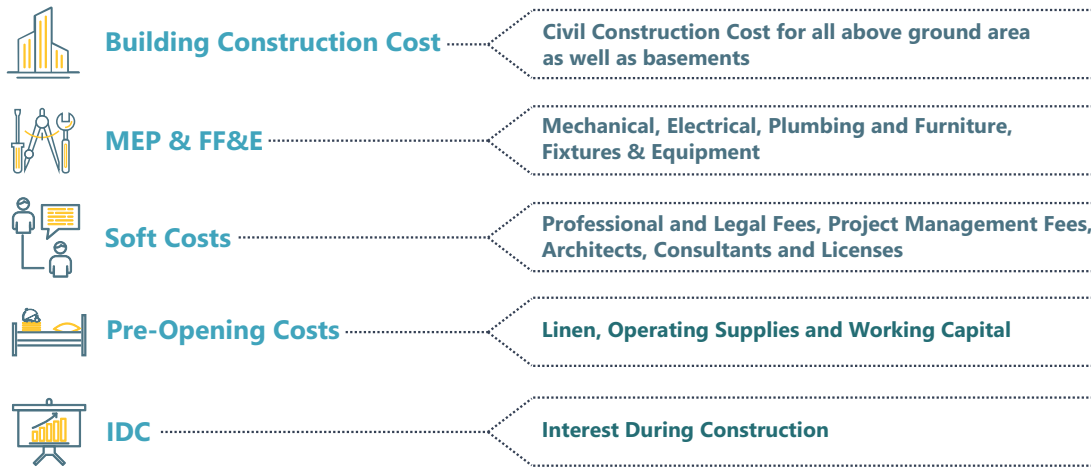 Building Construction Cost
Civil Construction Cost for all above ground area
as well as basements
MEP & FF&E
Mechanical, Electrical, Plumbing and Furniture,
Fixtures & Equipment
Soft Costs
Professional and Legal Fees, Project Management Fees,
Architects, Consultants and Licenses
Pre-Opening Costs
Linen, Operating Supplies and Working Capital
IDC
Interest During Construction